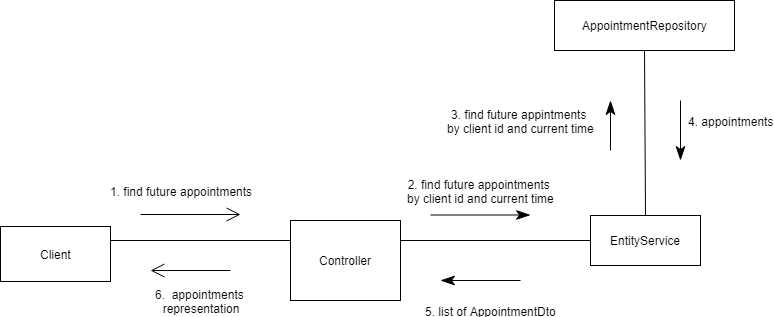 AppointmentRepository
3. find future appintments
by client id and current time
4. appointments
1. find future appointments
2. find future appointments
by client id and current time
Client
Controller
EntityService
6.  appointments
representation
5. list of AppointmentDto